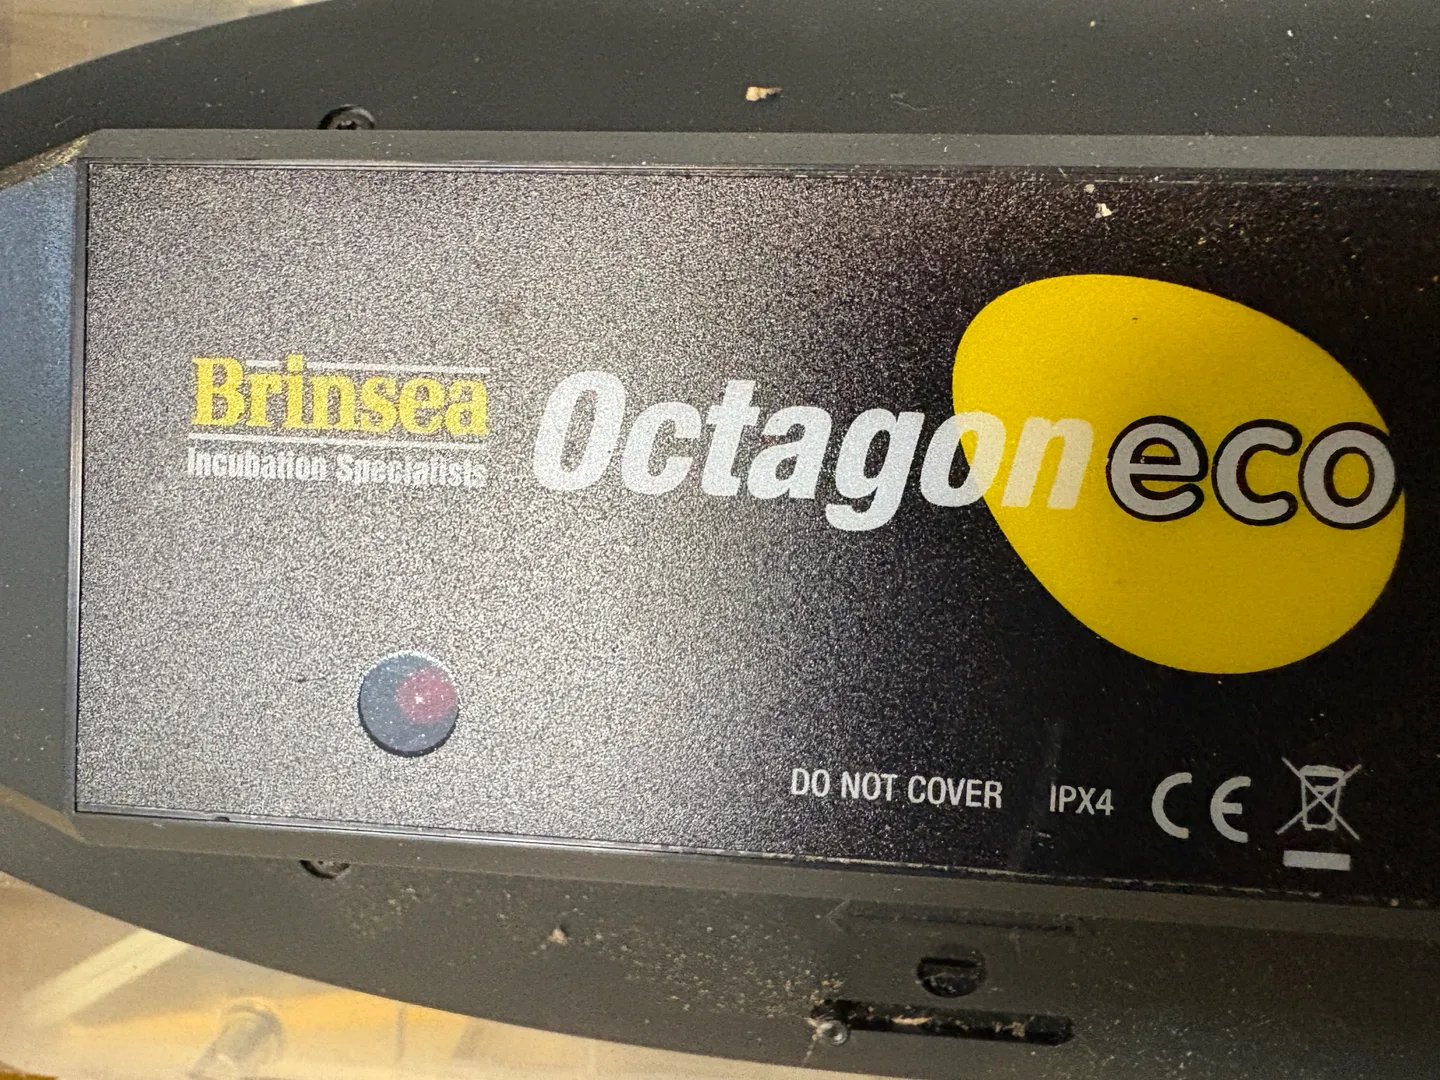 Brinsea
Incubation Specialists
Octagon eco
DO NOT COVER IPX4 CE